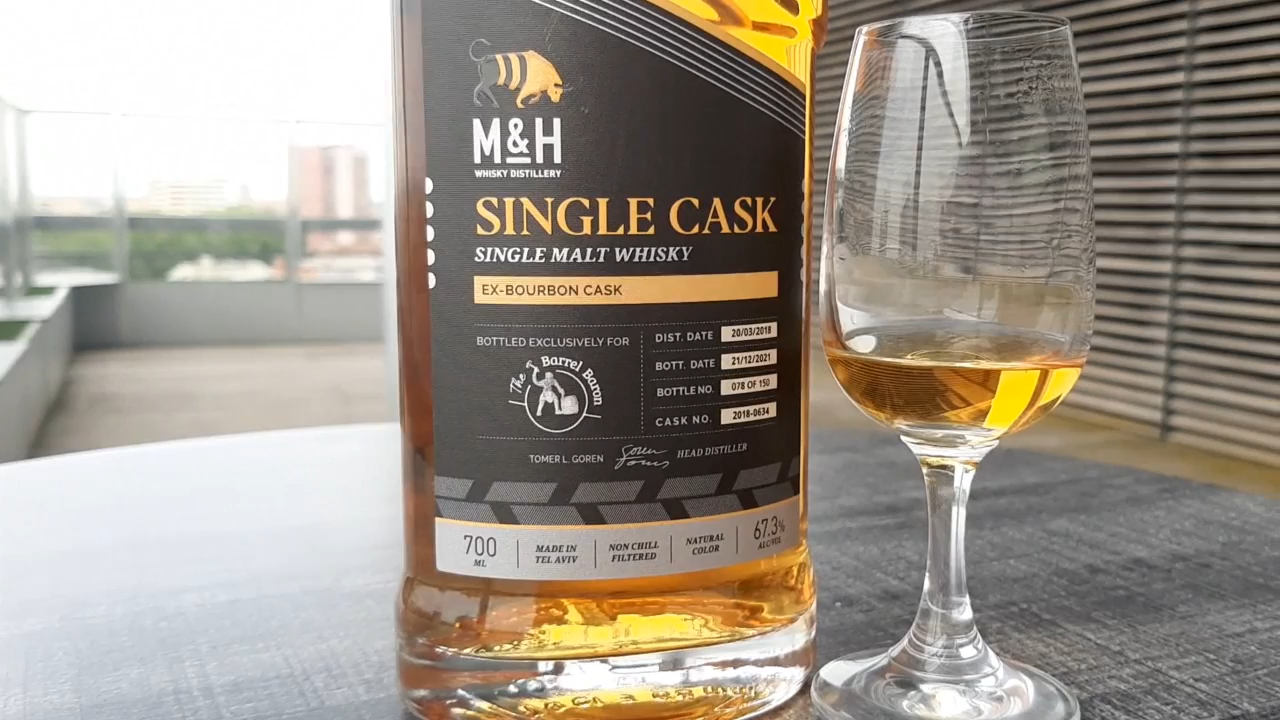 M&H
WHISKY DISTILLERY
SINGLE CASK
SINGLE MALT WHISKY
EX-BOURBON CASK
BOTTLED EXCLUSIVELY FOR
The Barrel Baron
DIST. DATE 20/03/2018
BOTT. DATE 21/12/2021
BOTTLE NO. 078 OF 150
CASK NO. 2018-0634
TOMER L. GOREN
Goren Tomer
HEAD DISTILLER
700 ML
MADE IN TEL AVIV
NON CHILL FILTERED
NATURAL COLOR
67.3% ALC/VOL